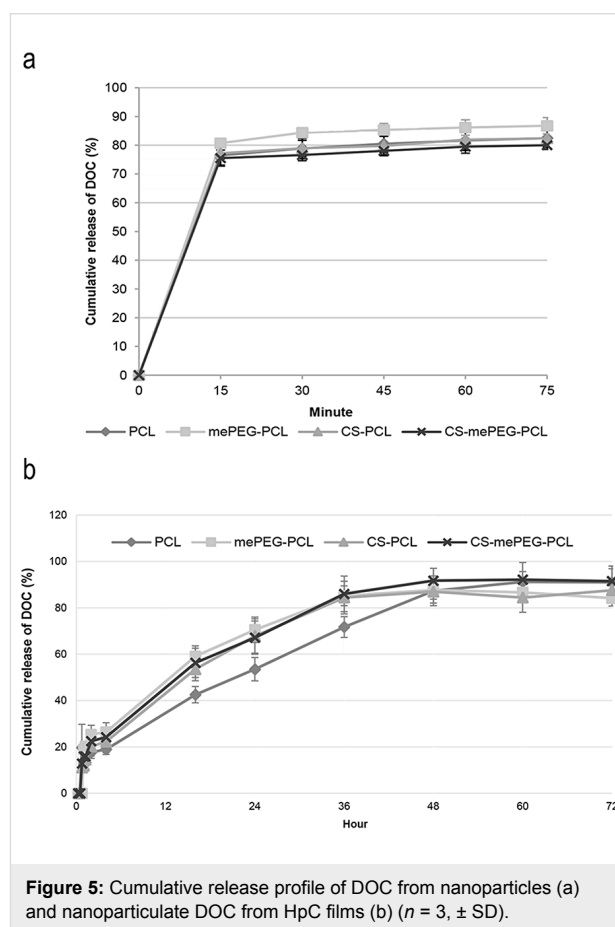 a
Cumulative release of DOC (%)
100
90
80
70
60
50
40
30
20
10
0
0 15 30 45 60 75
Minute
PCL mePEG-PCL CS-PCL CS-mePEG-PCL
b
Cumulative release of DOC (%)
120
100
80
60
40
20
0
PCL mePEG-PCL CS-PCL CS-mePEG-PCL
0 12 24 36 48 60 72
Hour
Figure 5: Cumulative release profile of DOC from nanoparticles (a)
and nanoparticulate DOC from HpC films (b) (n = 3, ± SD).